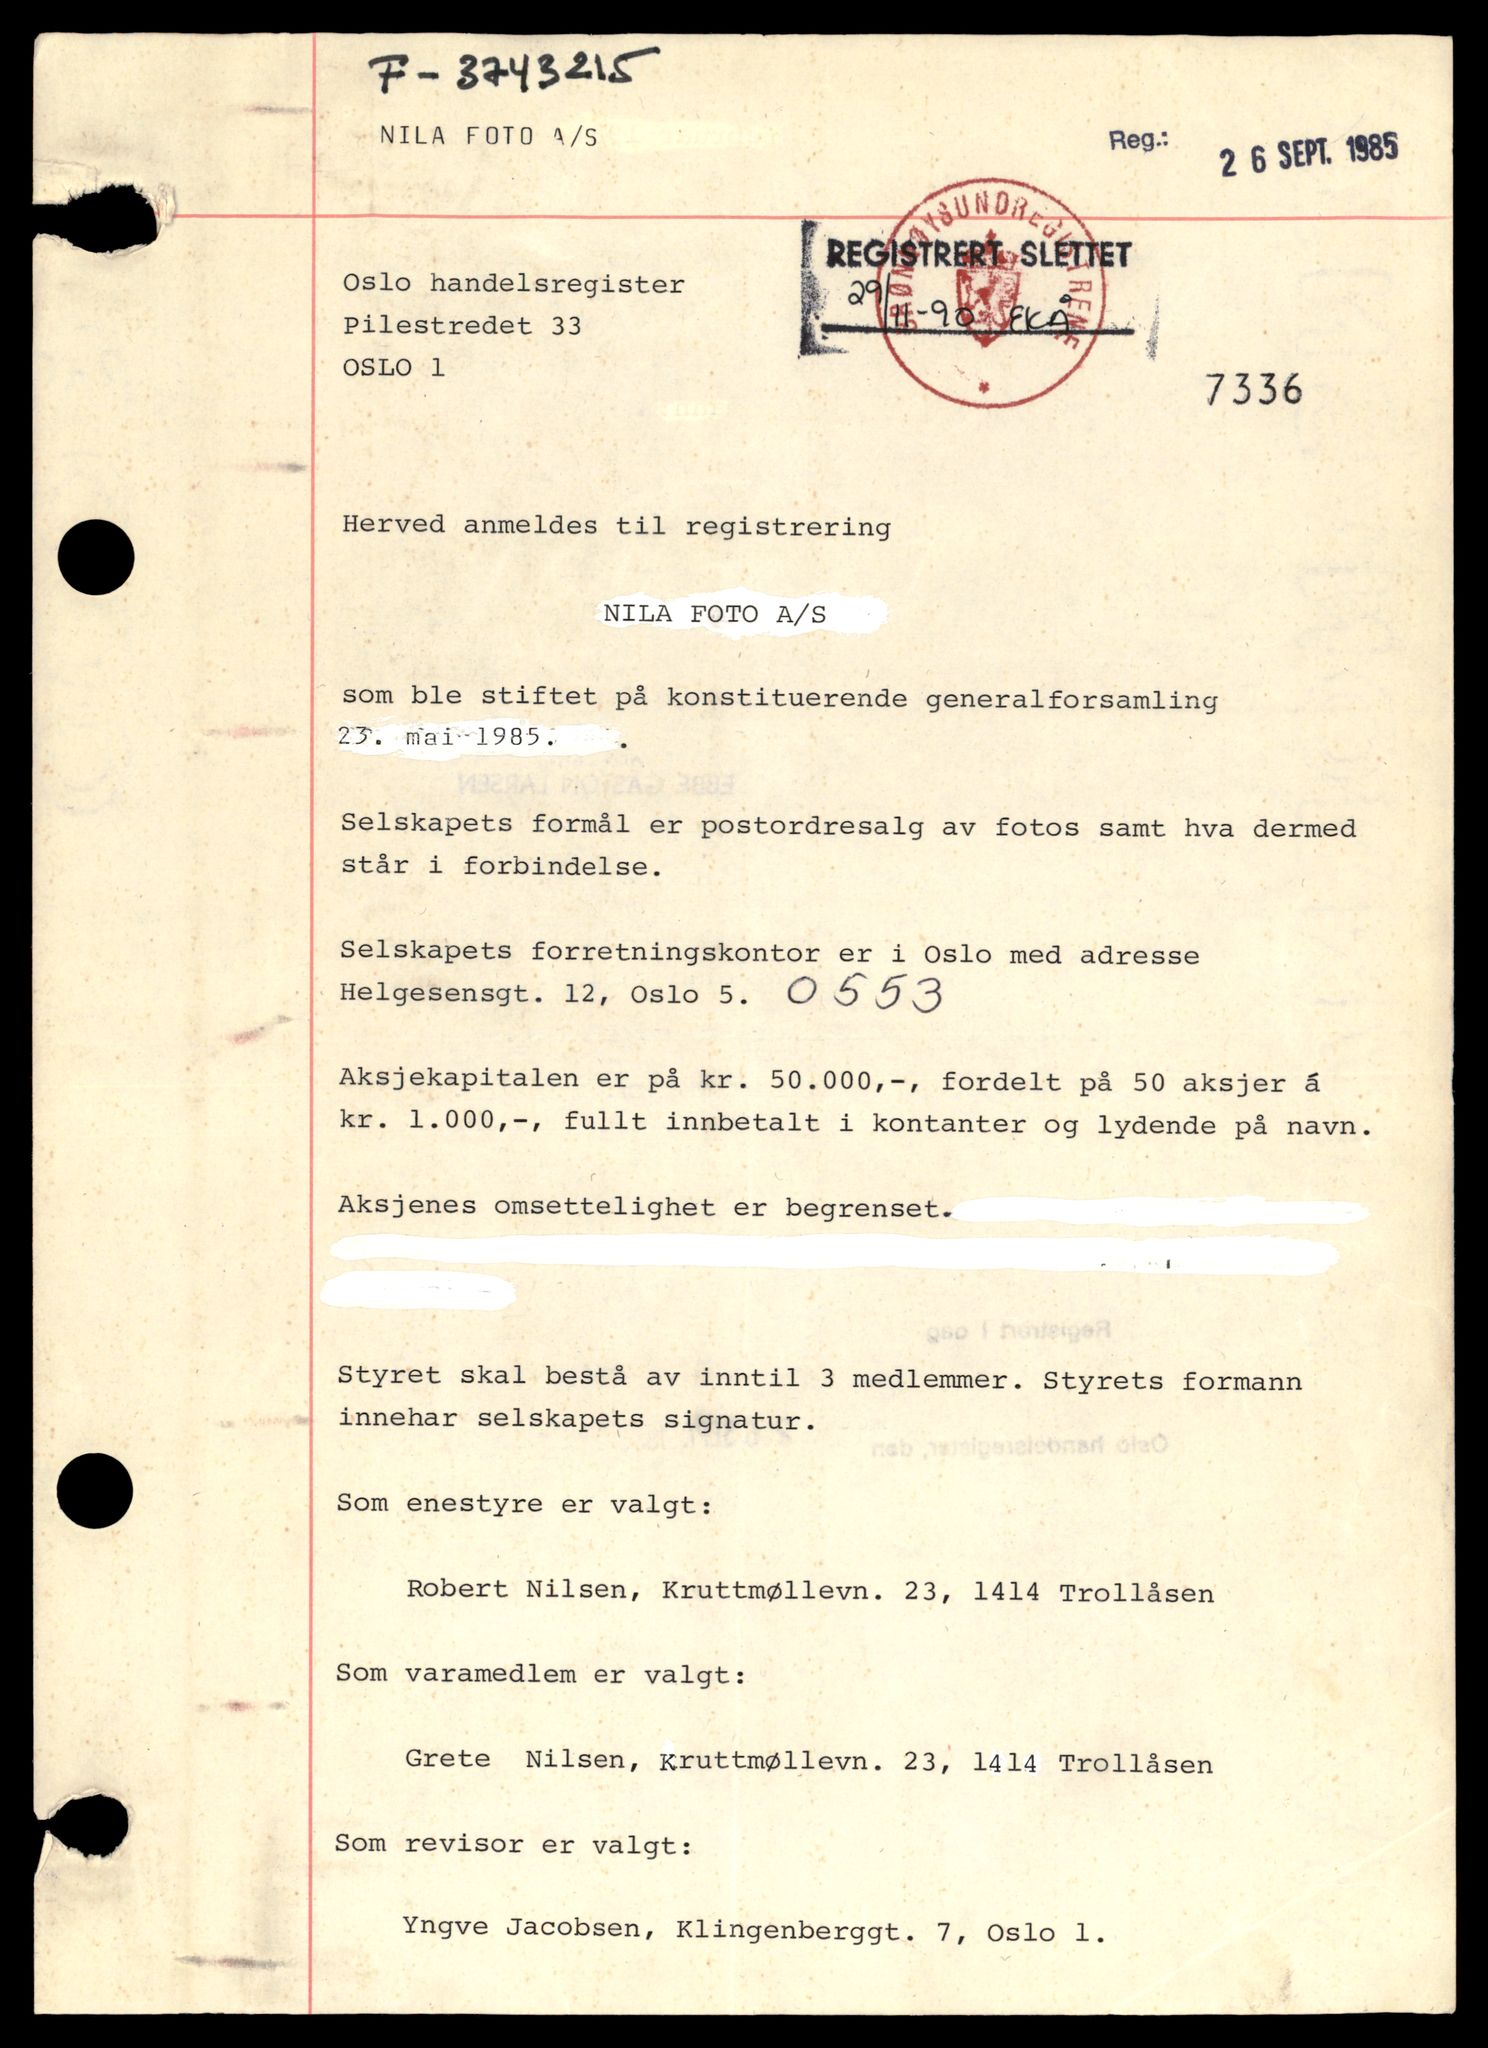 F-3743215
NILA FOTO A/S
Reg.:
26 SEPT. 1985
BRØNNØYSUNDREGISTRENE
REGISTRERT SLETTET
29/11-90 EKÅ
Oslo handelsregister
Pilestredet 33
OSLO 1
7336
Herved anmeldes til registrering
NILA FOTO A/S
som ble stiftet på konstituerende generalforsamling
23. mai 1985. .
Selskapets formål er postordresalg av fotos samt hva dermed
står i forbindelse.
Selskapets forretningskontor er i Oslo med adresse
Helgesensgt. 12, Oslo 5. 0553
Aksjekapitalen er på kr. 50.000,-, fordelt på 50 aksjer á
kr. 1.000,-, fullt innbetalt i kontanter og lydende på navn.
Aksjenes omsettelighet er begrenset.
Styret skal bestå av inntil 3 medlemmer. Styrets formann
innehar selskapets signatur.
Som enestyre er valgt:
Robert Nilsen, Kruttmøllevn. 23, 1414 Trollåsen
Som varamedlem er valgt:
Grete Nilsen, Kruttmøllevn. 23, 1414 Trollåsen
Som revisor er valgt:
Yngve Jacobsen, Klingenberggt. 7, Oslo 1.